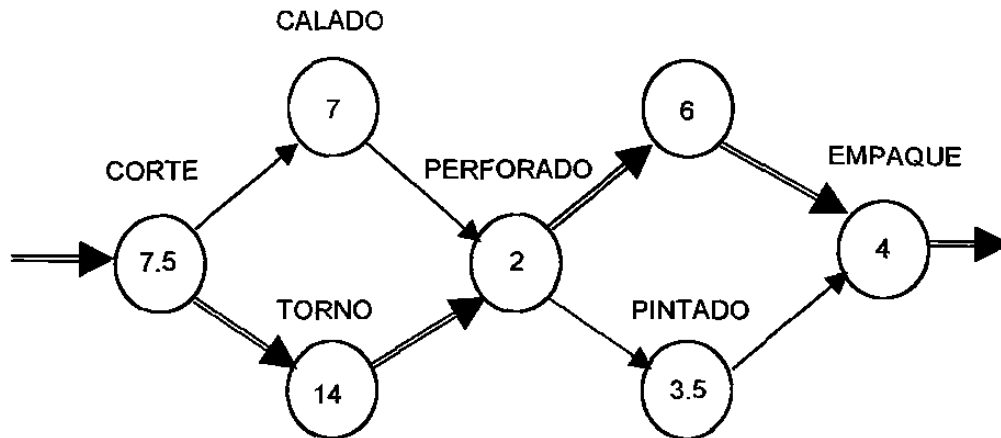 CALADO
7
6
CORTE
PERFORADO
EMPAQUE
7.5
2
4
TORNO
PINTADO
14
3.5